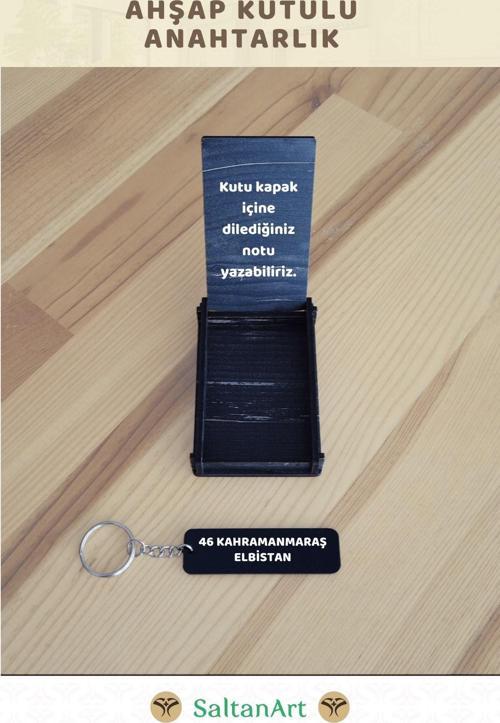 AHŞAP KUTULU
ANAHTARLIK
Kutu kapak
içine
dilediğiniz
notu
yazabiliriz.
46 KAHRAMANMARAŞ
ELBİSTAN
SaltanArt